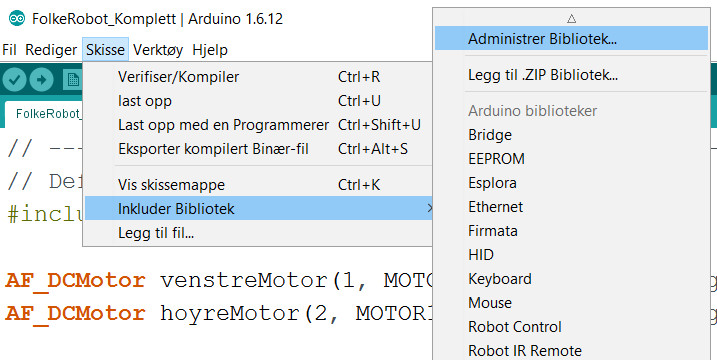 FolkeRobot_Komplett | Arduino 1.6.12
Fil Rediger Skisse Verktøy Hjelp
Verifiser/Kompiler Ctrl+R
last opp Ctrl+U
Last opp med en Programmerer Ctrl+Shift+U
Eksporter kompilert Binær-fil Ctrl+Alt+S
Vis skissemappe Ctrl+K
Inkluder Bibliotek
Legg til fil...
Administrer Bibliotek...
Legg til .ZIP Bibliotek...
Arduino biblioteker
Bridge
EEPROM
Esplora
Ethernet
Firmata
HID
Keyboard
Mouse
Robot Control
Robot IR Remote
FolkeRobot_
// ---
// Def
#inclu
AF_DCMotor venstreMotor(1, MOTO
AF_DCMotor hoyreMotor(2, MOTOR1